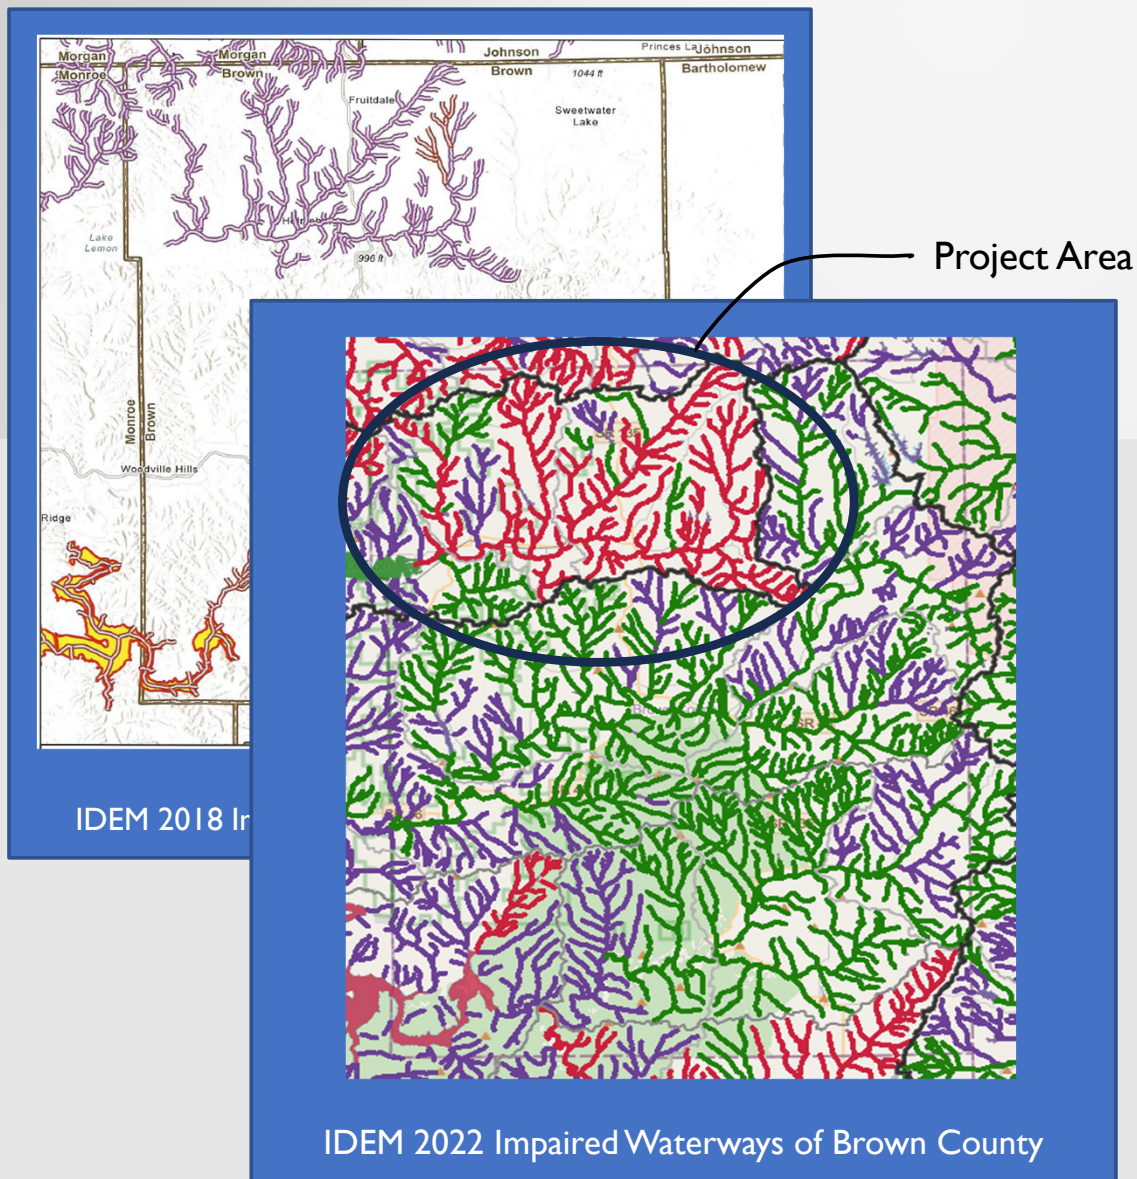 Morgan
Monroe
Morgan
Brown
Johnson
Brown
Princes La
Johnson
Bartholomew
1044 ft
Fruitdale
Sweetwater
Lake
Lake
Lemon
996 ft
Project Area
Monroe
Brown
Woodville Hills
Ridge
IDEM 2018 Ir
IDEM 2022 Impaired Waterways of Brown County